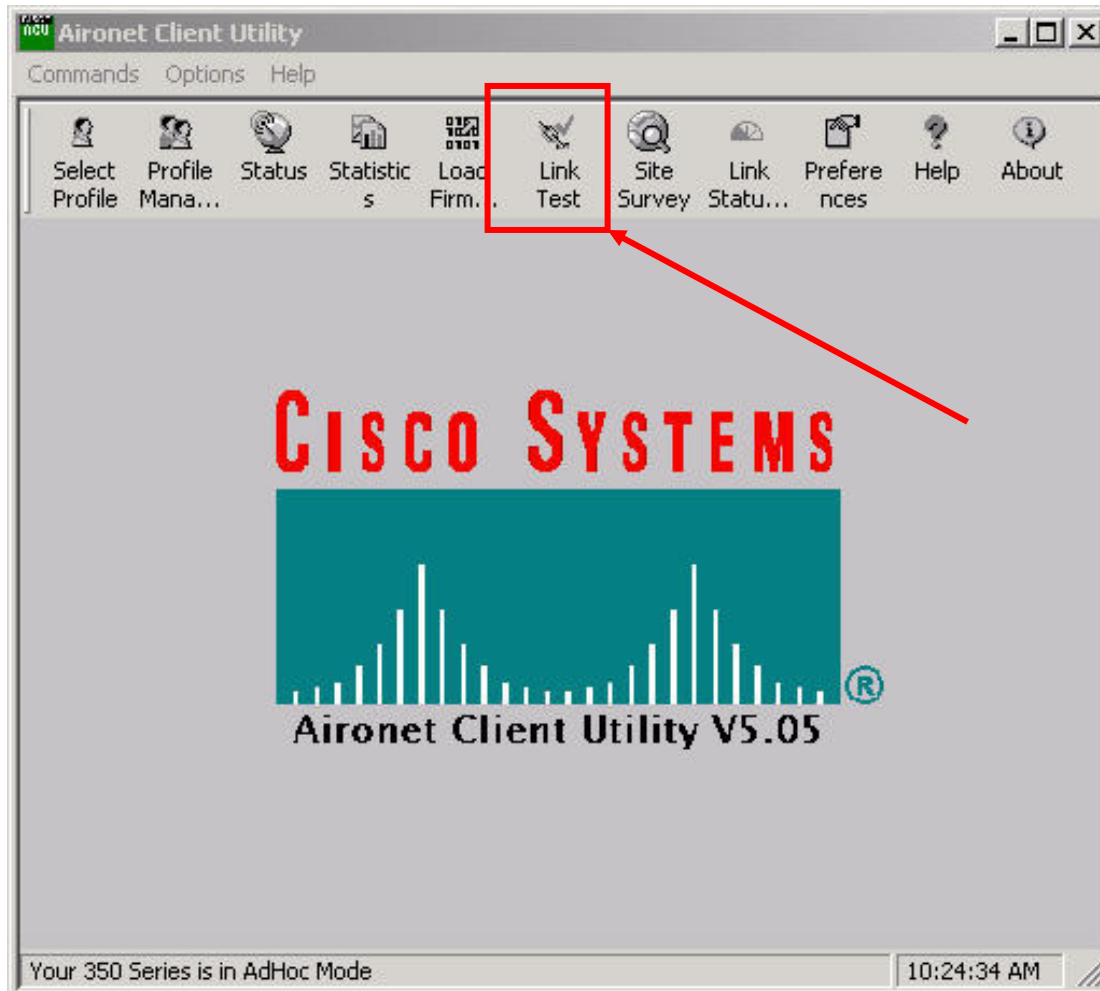 Aironet Client Utility
Commands Options Help
Select Profile Statistic Load Link Site Link Prefere
Status Help About
Profile Mana... s Firm... Test Survey Statu... nces
CISCO SYSTEMS
®
Aironet Client Utility V5.05
Your 350 Series is in AdHoc Mode 10:24:34 AM